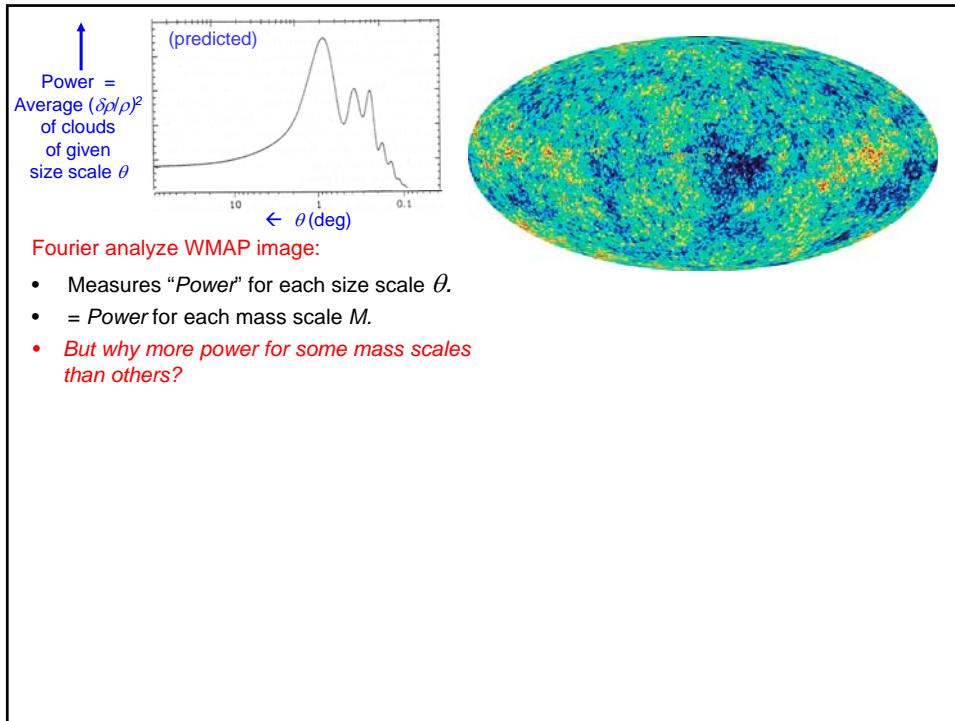 (predicted)
Power =
Average (δρ/ρ)²
of clouds
of given
size scale θ
10 1 0.1
← θ (deg)
Fourier analyze WMAP image:
• Measures “Power” for each size scale θ.
• = Power for each mass scale M.
• But why more power for some mass scales
than others?